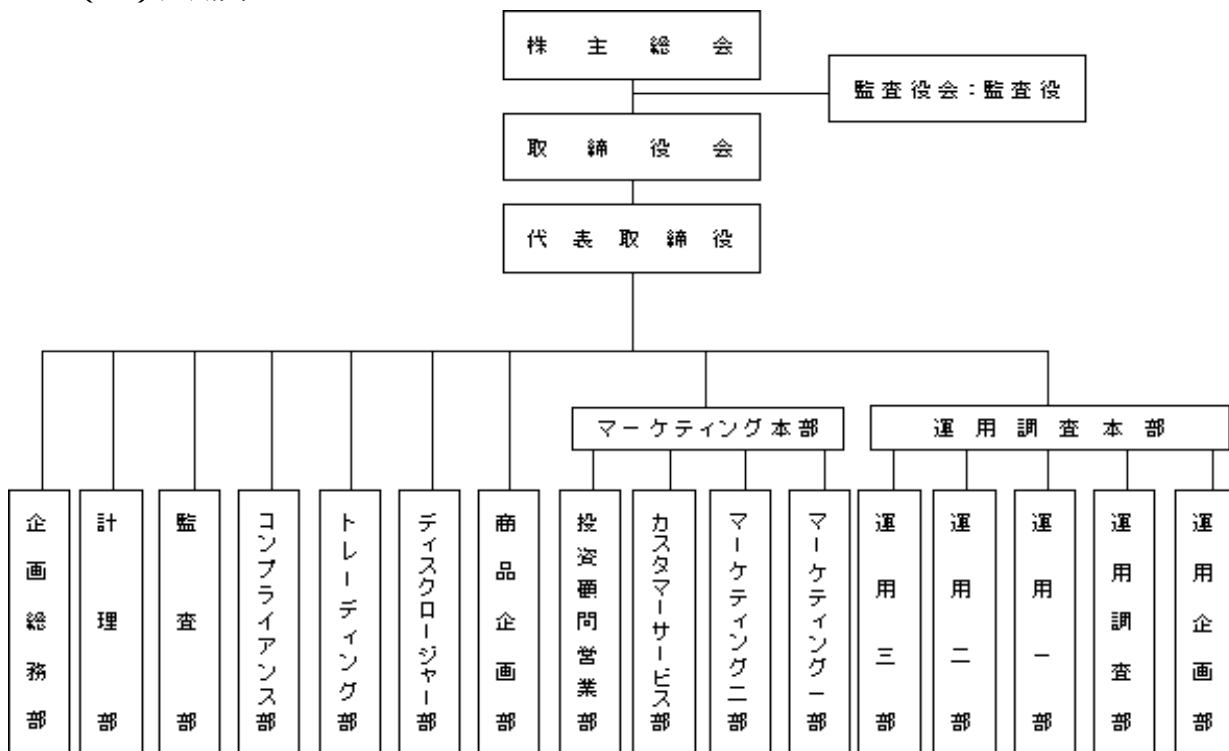 株主総会
監査役会：監査役
取締役会
代表取締役
マーケティング本部
運用調査本部
企画総務部
計理部
監査部
コンプライアンス部
トレーディング部
ディスクロージャー部
商品企画部
投資顧問営業部
カスタマーサービス部
マーケティング二部
マーケティング一部
運用三部
運用二部
運用一部
運用調査部
運用企画部